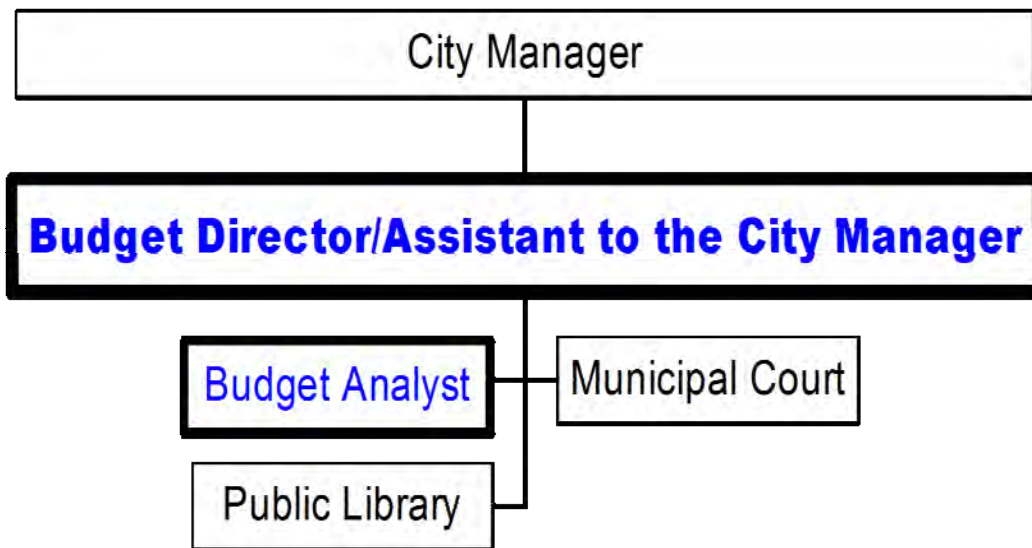 City Manager
Budget Director/Assistant to the City Manager
Budget Analyst
Municipal Court
Public Library